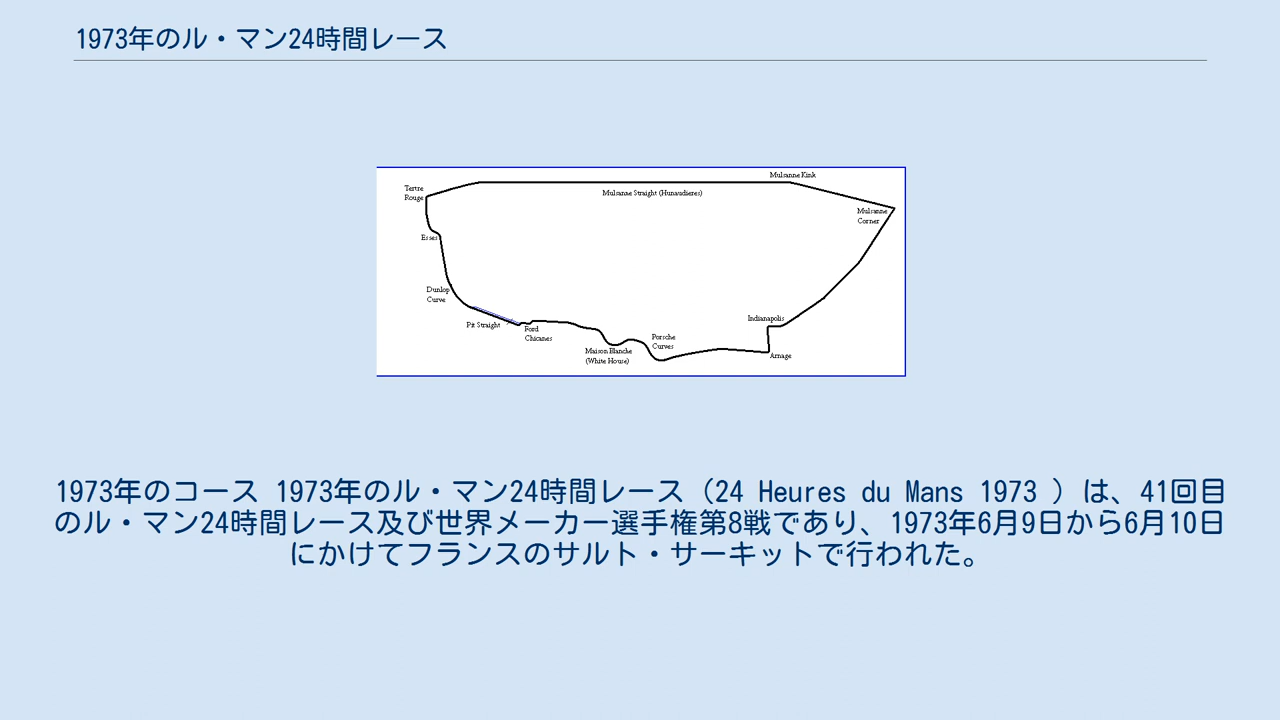 1973年のル・マン24時間レース
Mulsanne Kink
Tertre
Rouge
Mulsanne Straight (Hunaudieres)
Mulsanne
Corner
Esses
Dunlop
Curve
Pit Straight
Ford
Chicanes
Indianapolis
Porsche
Curves
Maison Blanche
(White House)
Arnage
1973年のコース 1973年のル・マン24時間レース（24 Heures du Mans 1973 ）は、41回目
のル・マン24時間レース及び世界メーカー選手権第8戦であり、1973年6月9日から6月10日
にかけてフランスのサルト・サーキットで行われた。